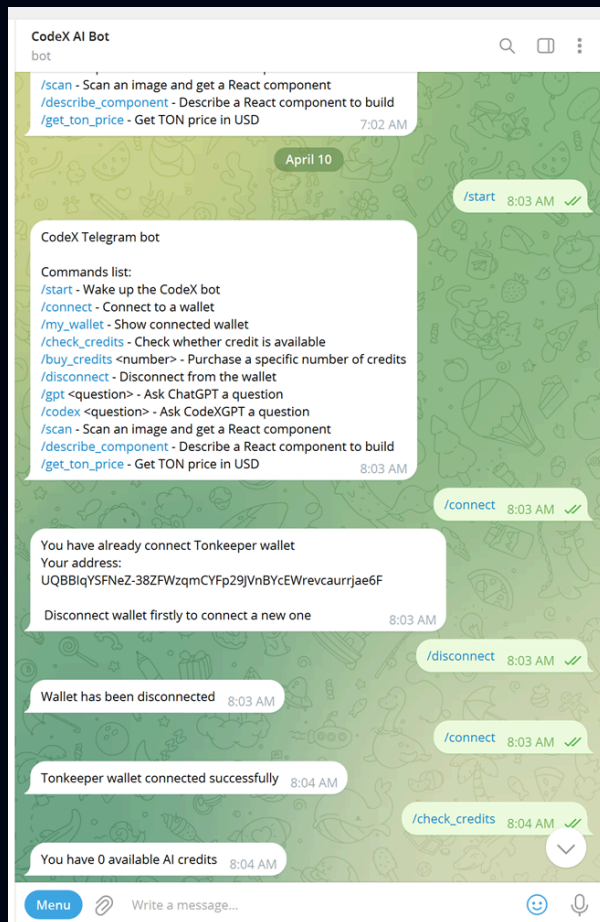 CodeX AI Bot
bot
/scan - Scan an image and get a React component
/describe_component - Describe a React component to build
/get_ton_price - Get TON price in USD
7:02 AM
April 10
/start 8:03 AM
CodeX Telegram bot
Commands list:
/start - Wake up the CodeX bot
/connect - Connect to a wallet
/my_wallet - Show connected wallet
/check_credits - Check whether credit is available
/buy_credits <number> - Purchase a specific number of credits
/disconnect - Disconnect from the wallet
/gpt <question> - Ask ChatGPT a question
/codex <question> - Ask CodeXGPT a question
/scan - Scan an image and get a React component
/describe_component - Describe a React component to build
/get_ton_price - Get TON price in USD
8:03 AM
/connect 8:03 AM
You have already connect Tonkeeper wallet
Your address:
UQBBIqYSFNeZ-38ZFWzqmCYFp29JVnBYcEWrevcaurrjae6F
Disconnect wallet firstly to connect a new one
8:03 AM
/disconnect 8:03 AM
Wallet has been disconnected 8:03 AM
/connect 8:03 AM
Tonkeeper wallet connected successfully 8:04 AM
/check_credits 8:04 AM
You have 0 available AI credits 8:04 AM
Menu
Write a message...